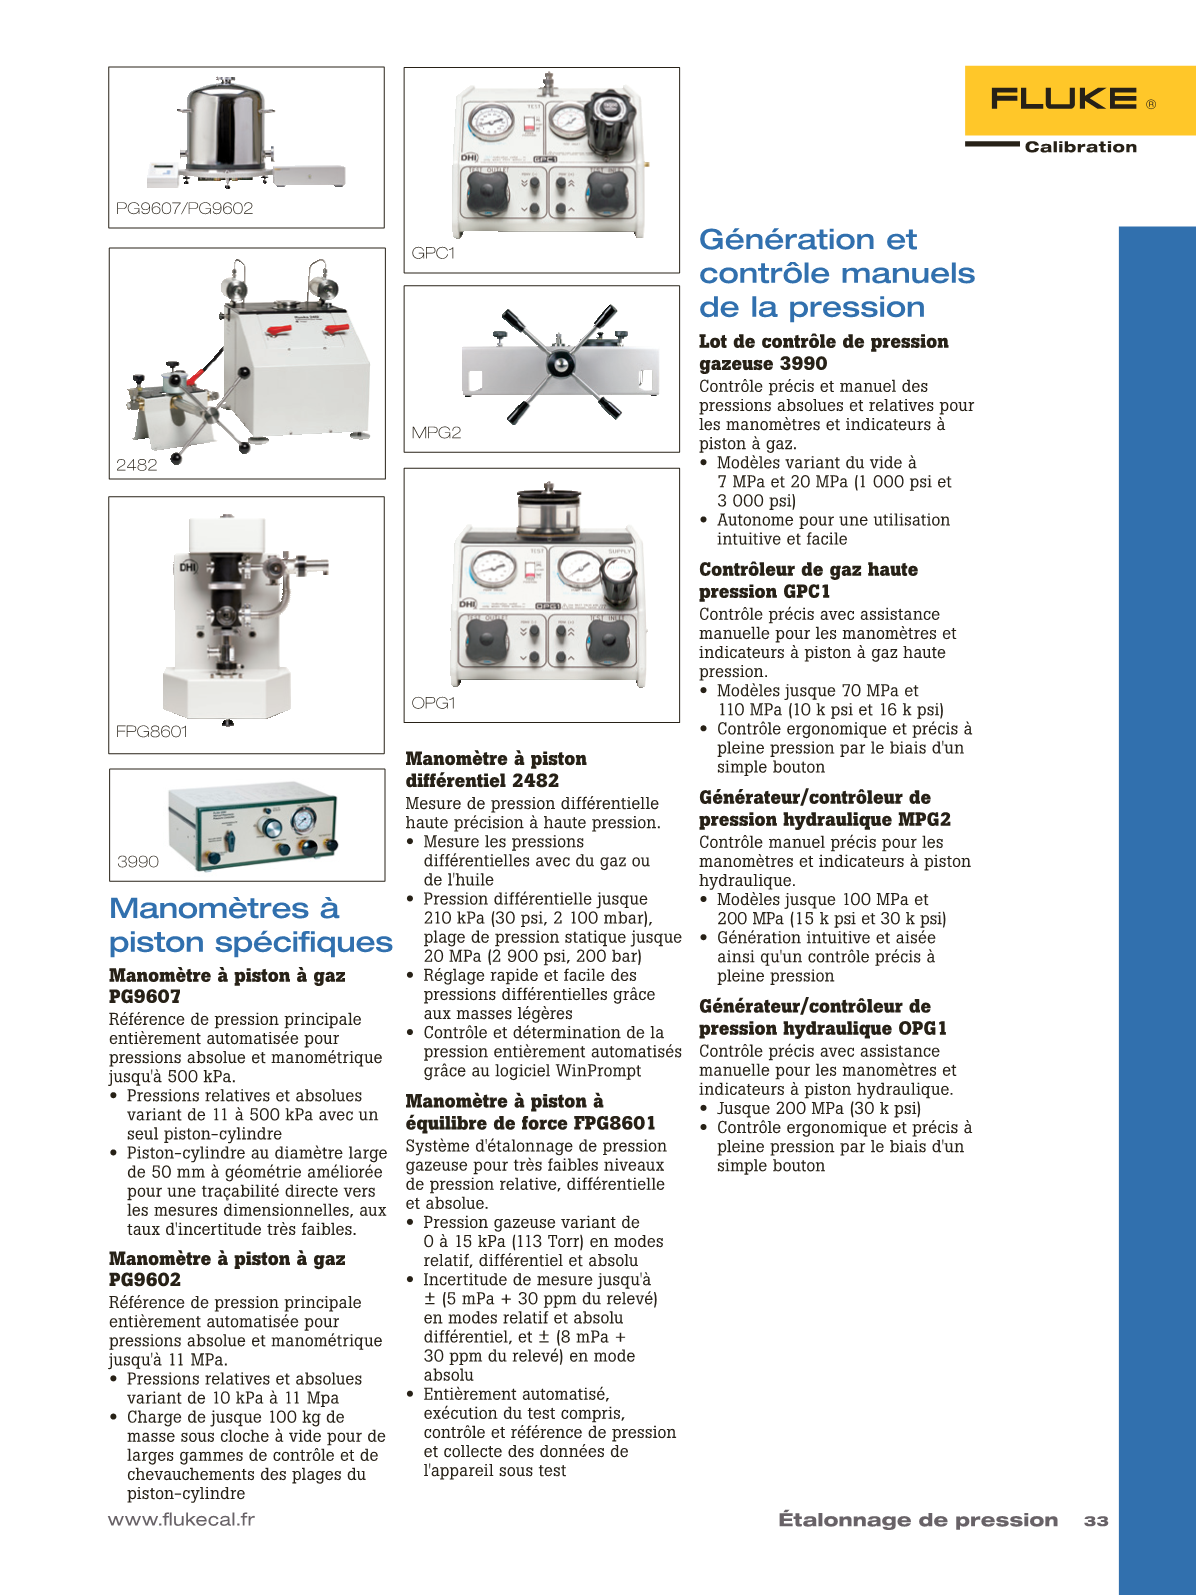 PG9607/PG9602
2482
FPG8601
3990
GPC1
MPG2
OPG1
FLUKE ®
Calibration
Manomètres à
piston spécifiques
Manomètre à piston à gaz
PG9607
Référence de pression principale
entièrement automatisée pour
pressions absolue et manométrique
jusqu'à 500 kPa.
• Pressions relatives et absolues
variant de 11 à 500 kPa avec un
seul piston-cylindre
• Piston-cylindre au diamètre large
de 50 mm à géométrie améliorée
pour une traçabilité directe vers
les mesures dimensionnelles, aux
taux d'incertitude très faibles.
Manomètre à piston à gaz
PG9602
Référence de pression principale
entièrement automatisée pour
pressions absolue et manométrique
jusqu'à 11 MPa.
• Pressions relatives et absolues
variant de 10 kPa à 11 Mpa
• Charge de jusque 100 kg de
masse sous cloche à vide pour de
larges gammes de contrôle et de
chevauchements des plages du
piston-cylindre
Manomètre à piston
différentiel 2482
Mesure de pression différentielle
haute précision à haute pression.
• Mesure les pressions
différentielles avec du gaz ou
de l'huile
• Pression différentielle jusque
210 kPa (30 psi, 2 100 mbar),
plage de pression statique jusque
20 MPa (2 900 psi, 200 bar)
• Réglage rapide et facile des
pressions différentielles grâce
aux masses légères
• Contrôle et détermination de la
pression entièrement automatisés
grâce au logiciel WinPrompt
Manomètre à piston à
équilibre de force FPG8601
Système d'étalonnage de pression
gazeuse pour très faibles niveaux
de pression relative, différentielle
et absolue.
• Pression gazeuse variant de
0 à 15 kPa (113 Torr) en modes
relatif, différentiel et absolu
• Incertitude de mesure jusqu'à
± (5 mPa + 30 ppm du relevé)
en modes relatif et absolu
différentiel, et ± (8 mPa +
30 ppm du relevé) en mode
absolu
• Entièrement automatisé,
exécution du test compris,
contrôle et référence de pression
et collecte des données de
l'appareil sous test
Génération et
contrôle manuels
de la pression
Lot de contrôle de pression
gazeuse 3990
Contrôle précis et manuel des
pressions absolues et relatives pour
les manomètres et indicateurs à
piston à gaz.
• Modèles variant du vide à
7 MPa et 20 MPa (1 000 psi et
3 000 psi)
• Autonome pour une utilisation
intuitive et facile
Contrôleur de gaz haute
pression GPC1
Contrôle précis avec assistance
manuelle pour les manomètres et
indicateurs à piston à gaz haute
pression.
• Modèles jusque 70 MPa et
110 MPa (10 k psi et 16 k psi)
• Contrôle ergonomique et précis à
pleine pression par le biais d'un
simple bouton
Générateur/contrôleur de
pression hydraulique MPG2
Contrôle manuel précis pour les
manomètres et indicateurs à piston
hydraulique.
• Modèles jusque 100 MPa et
200 MPa (15 k psi et 30 k psi)
• Génération intuitive et aisée
ainsi qu'un contrôle précis à
pleine pression
Générateur/contrôleur de
pression hydraulique OPG1
Contrôle précis avec assistance
manuelle pour les manomètres et
indicateurs à piston hydraulique.
• Jusque 200 MPa (30 k psi)
• Contrôle ergonomique et précis à
pleine pression par le biais d'un
simple bouton
www.flukecal.fr
Étalonnage de pression 33